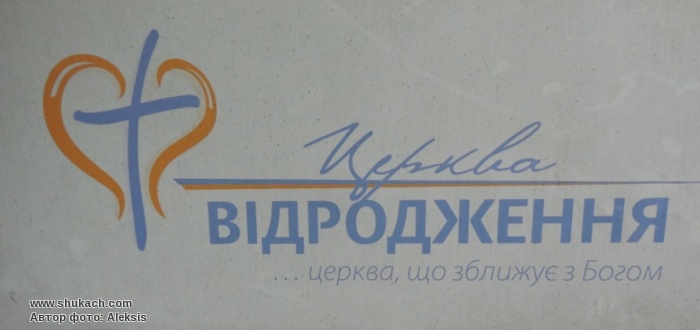 Церква
ВІДРОДЖЕННЯ
... церква, що зближує з Богом
www.shukach.com
Автор фото: Aleksis